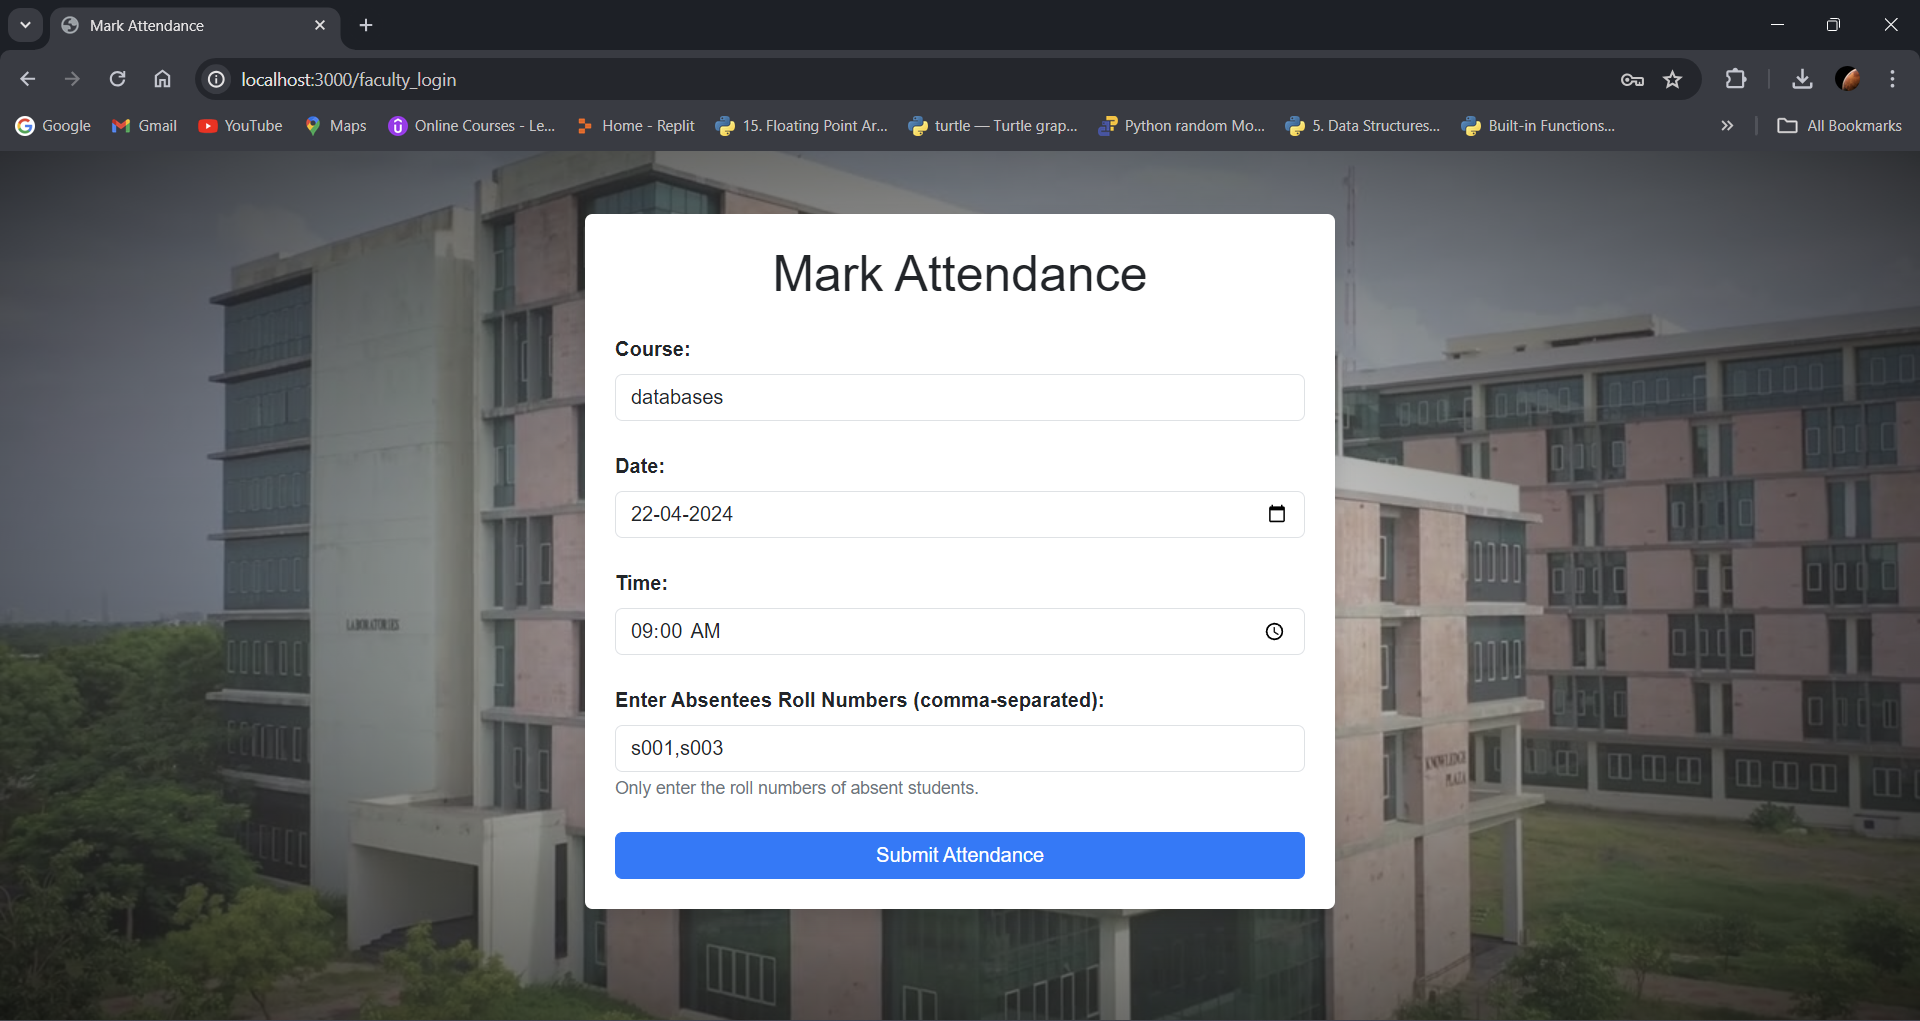 Mark Attendance
localhost:3000/faculty_login
Google Gmail YouTube Maps Online Courses - Le... Home - Replit 15. Floating Point Ar... turtle — Turtle grap... Python random Mo... 5. Data Structures... Built-in Functions... All Bookmarks
Mark Attendance
Course:
databases
Date:
22-04-2024
Time:
09:00 AM
LABORATORIES
Enter Absentees Roll Numbers (comma-separated):
s001,s003
KNOWLEDGE
PLAZA
Only enter the roll numbers of absent students.
Submit Attendance